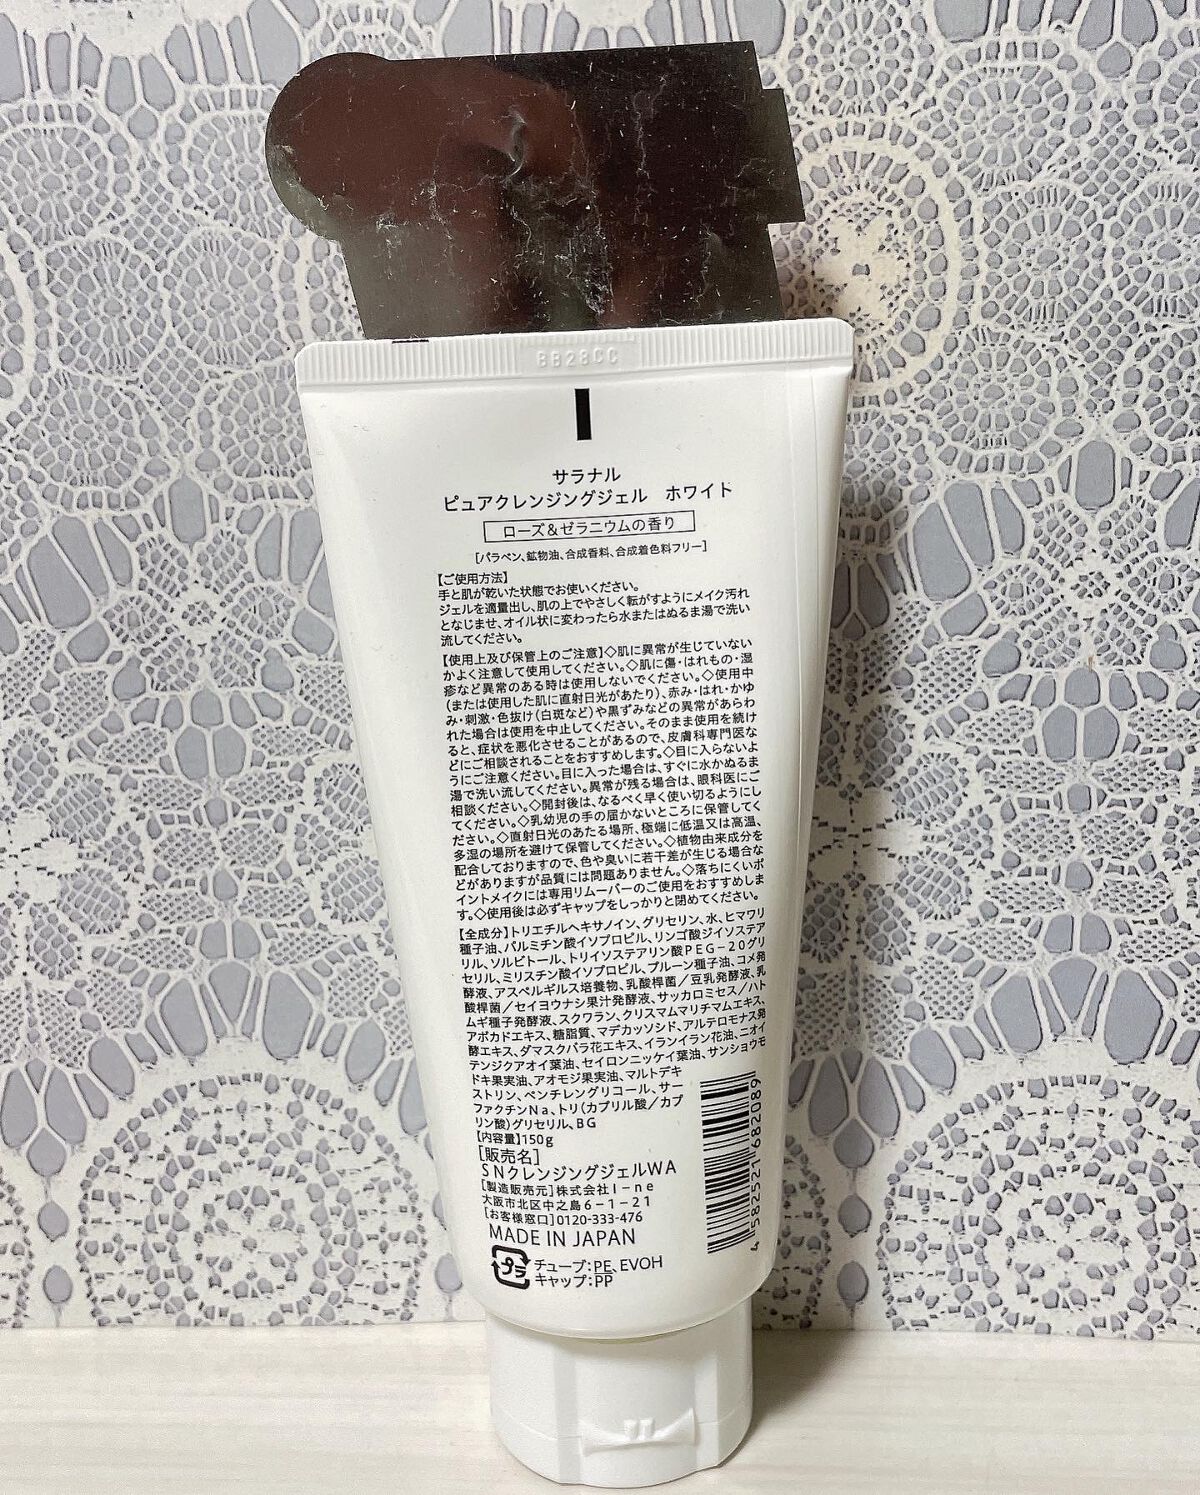 BB28CC
サラナル
ピュアクレンジングジェル　ホワイト
ローズ&ゼラニウムの香り
[パラベン、鉱物油、合成香料、合成着色料フリー]
【ご使用方法】
手と肌が乾いた状態でお使いください。
ジェルを適量出し、肌の上でやさしく転がすようにメイク汚れ
となじませ、オイル状に変わったら水またはぬるま湯で洗い
流してください。
【使用上及び保管上のご注意】◇肌に異常が生じていない
かよく注意して使用してください。◇肌に傷・はれもの・湿
疹など異常のある時は使用しないでください。◇使用中
(または使用した肌に直射日光があたり)、赤み・はれ・かゆ
み・刺激・色抜け(白斑など)や黒ずみなどの異常があらわ
れた場合は使用を中止してください。そのまま使用を続け
ると、症状を悪化させることがあるので、皮膚科専門医な
どにご相談されることをおすすめします。◇目に入らないよ
うにご注意ください。目に入った場合は、すぐに水かぬるま
湯で洗い流してください。異常が残る場合は、眼科医にご
相談ください。◇開封後は、なるべく早く使い切るようにし
てください。◇乳幼児の手の届かないところに保管してく
ださい。◇直射日光のあたる場所、極端に低温又は高温、
多湿の場所を避けて保管してください。◇植物由来成分を
配合しておりますので、色や臭いに若干差が生じる場合な
どがありますが品質には問題ありません。◇落ちにくいポ
イントメイクには専用リムーバーのご使用をおすすめしま
す。◇使用後は必ずキャップをしっかりと閉めてください。
【全成分】トリエチルヘキサノイン、グリセリン、水、ヒマワリ
種子油、パルミチン酸イソプロピル、リンゴ酸ジイソステア
リル、ソルビトール、トリイソステアリン酸PEG-20グリ
セリル、ミリスチン酸イソプロピル、プルーン種子油、コメ発
酵液、アスペルギルス培養物、乳酸桿菌/豆乳発酵液、乳
酸桿菌/セイヨウナシ果汁発酵液、サッカロミセス/ハト
ムギ種子発酵液、スクワラン、クリスマムマリチマムエキス、
アボカドエキス、糖脂質、マデカッソシド、アルテロモナス発
酵エキス、ダマスクバラ花エキス、イランイラン花油、ニオイ
テンジクアオイ葉油、セイロンニッケイ葉油、サンショウモ
ドキ果実油、アオモジ果実油、マルトデキ
ストリン、ペンチレングリコール、サー
ファクチンNa、トリ(カプリル酸/カプ
リン酸)グリセリル、BG
【内容量】150g
[販売名]
SNクレンジングジェルWA
[製造販売元]株式会社I-ne
大阪市北区中之島6-1-21
[お客様窓口]0120-333-476
MADE IN JAPAN
プラ
チューブ:PE、EVOH
キャップ:PP
4582521682089